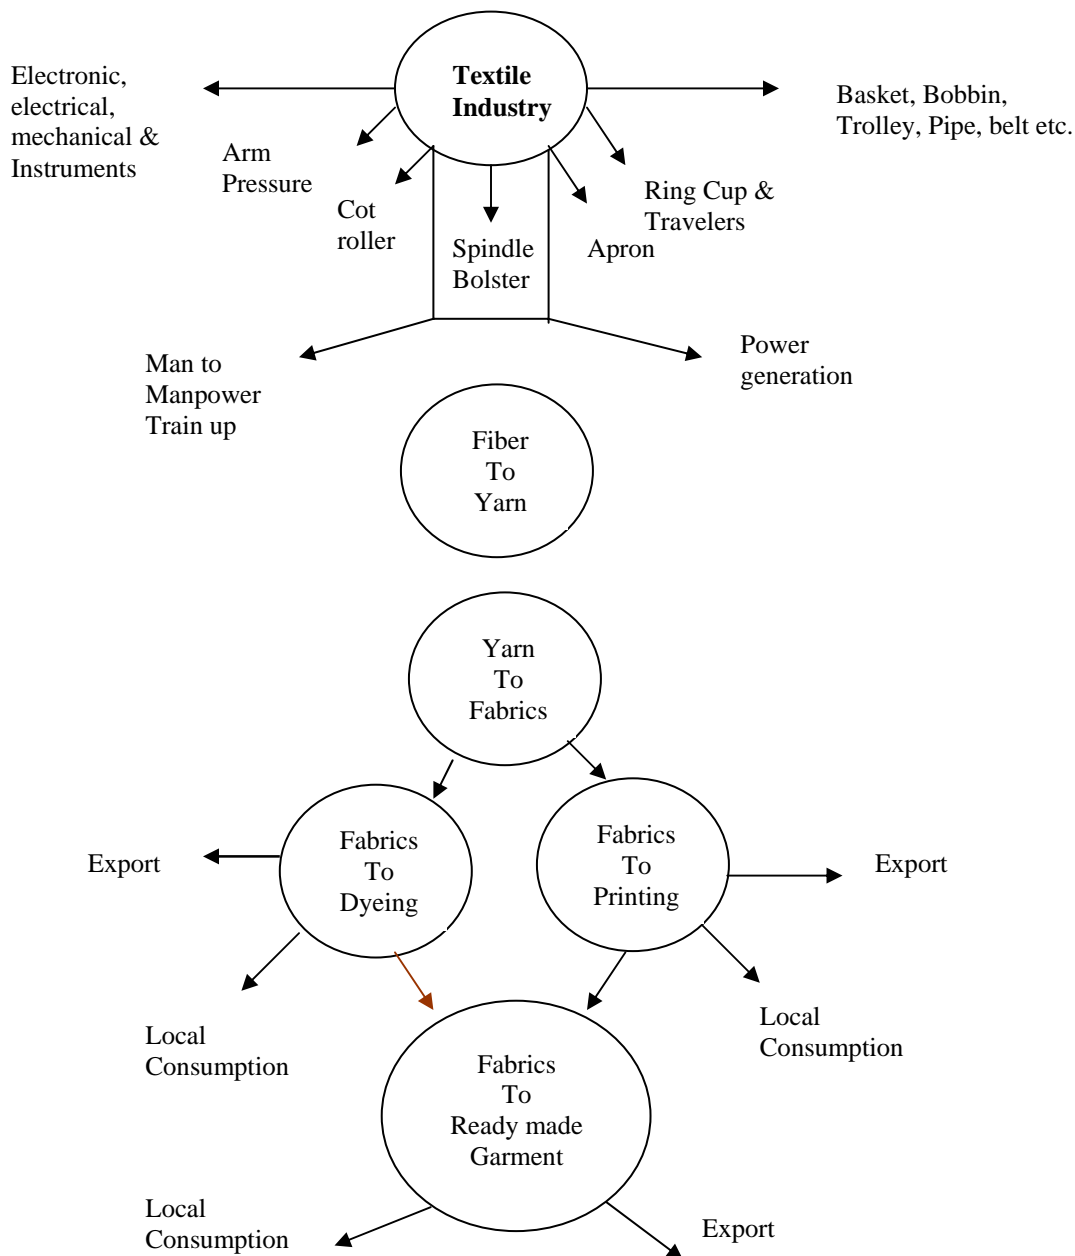 Textile
Industry
Electronic,
electrical,
mechanical &
Instruments
Basket, Bobbin,
Trolley, Pipe, belt etc.
Arm
Pressure
Cot
roller
Spindle
Bolster
Apron
Ring Cup &
Travelers
Man to
Manpower
Train up
Power
generation
Fiber
To
Yarn
Yarn
To
Fabrics
Fabrics
To
Dyeing
Fabrics
To
Printing
Export
Export
Local
Consumption
Local
Consumption
Fabrics
To
Ready made
Garment
Local
Consumption
Export